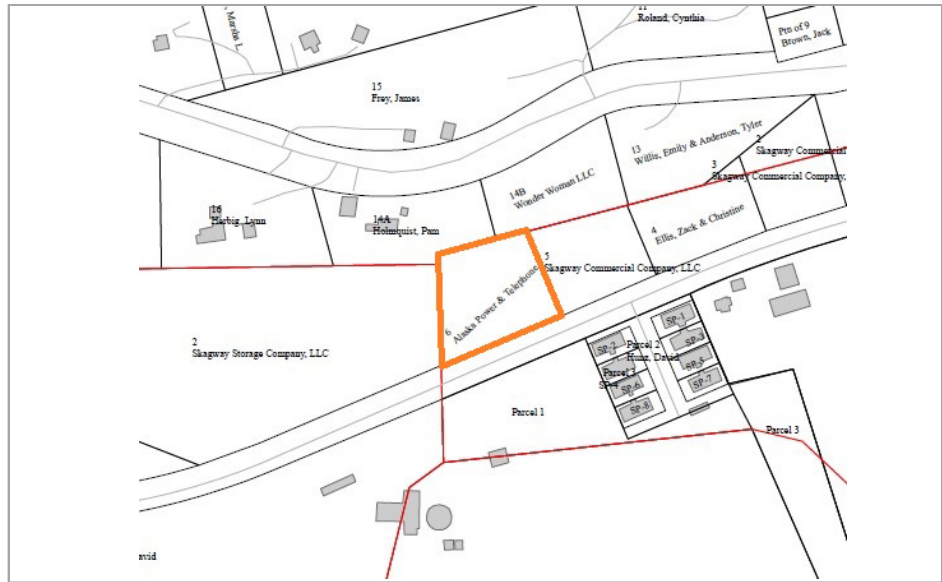 Marsha L.
11
Roland, Cynthia
Ptn of 9
Brown, Jack
15
Frey, James
13
Willis, Emily & Anderson, Tyler
2
Skagway Commercial
3
Skagway Commercial Company,
14B
Wonder Woman LLC
16
Herbig, Lynn
14A
Holmquist, Pam
4
Ellis, Zack & Christine
5
Skagway Commercial Company, LLC
6
Alaska Power & Telephone
2
Skagway Storage Company, LLC
SP-1
SP-2
SP-3
Parcel 2
Hunz, David
SP-5
Parcel 3
SP-4
SP-6
SP-7
SP-8
Parcel 1
Parcel 3
avid